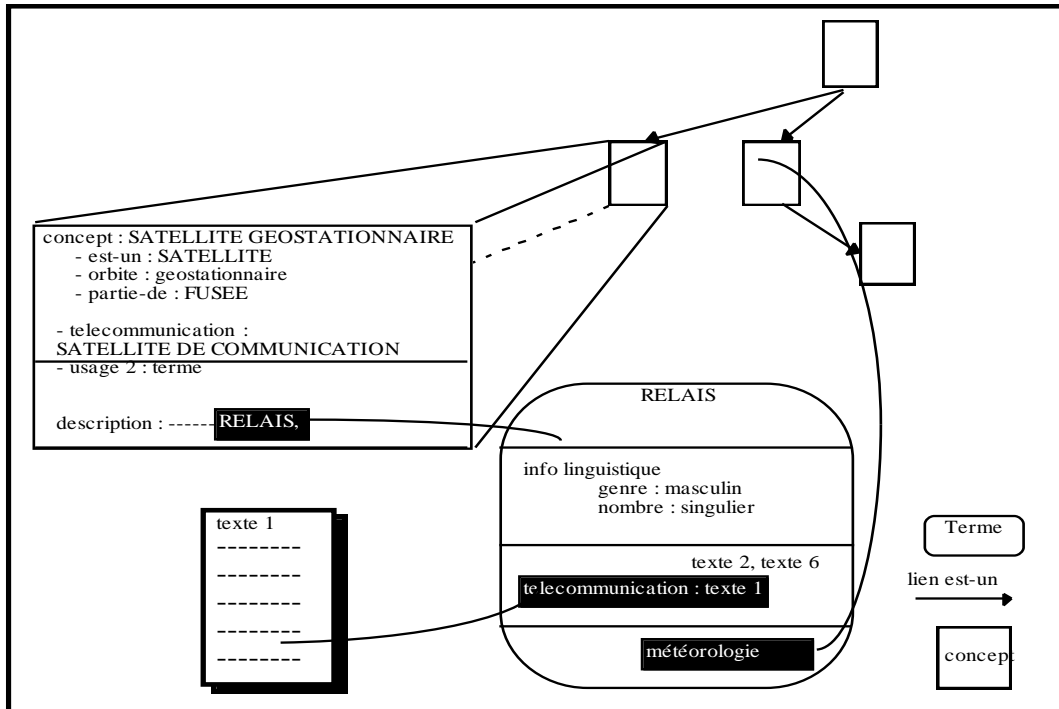 concept : SATELLITE GEOSTATIONNAIRE
- est-un : SATELLITE
- orbite : geostationnaire
- partie-de : FUSEE
- telecommunication :
SATELLITE DE COMMUNICATION
- usage 2 : terme
description : ------ RELAIS,
RELAIS
info linguistique
genre : masculin
nombre : singulier
texte 2, texte 6
telecommunication : texte 1
météorologie
texte 1
---------
---------
---------
---------
---------
Terme
lien est-un
concept